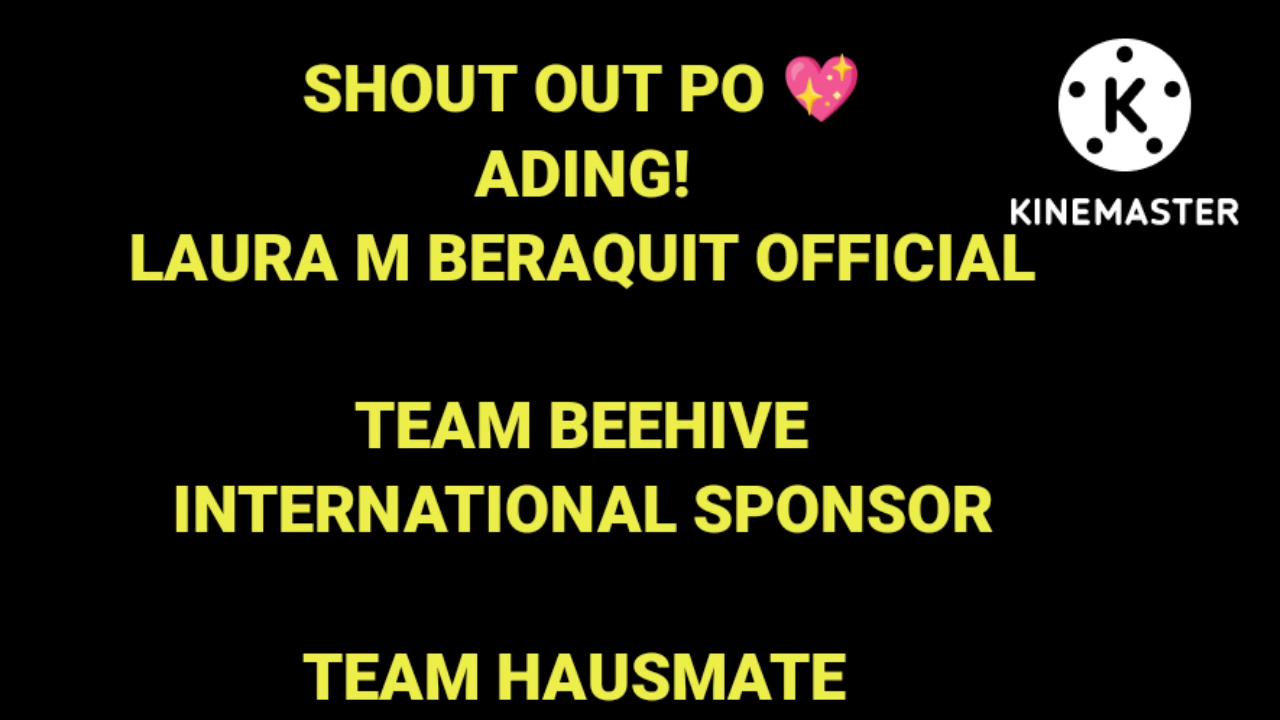 SHOUT OUT PO 💖
ADING!
LAURA M BERAQUIT OFFICIAL
TEAM BEEHIVE
INTERNATIONAL SPONSOR
TEAM HAUSMATE
K
KINEMASTER